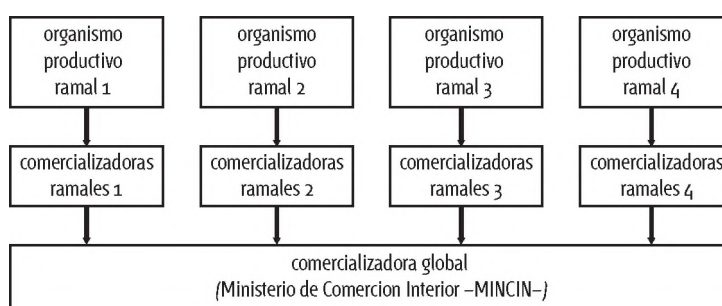 organismo
productivo
ramal 1
organismo
productivo
ramal 2
organismo
productivo
ramal 3
organismo
productivo
ramal 4
comercializadoras
ramales 1
comercializadoras
ramales 2
comercializadoras
ramales 3
comercializadoras
ramales 4
comercializadora global
(Ministerio de Comercion Interior –MINCIN–)